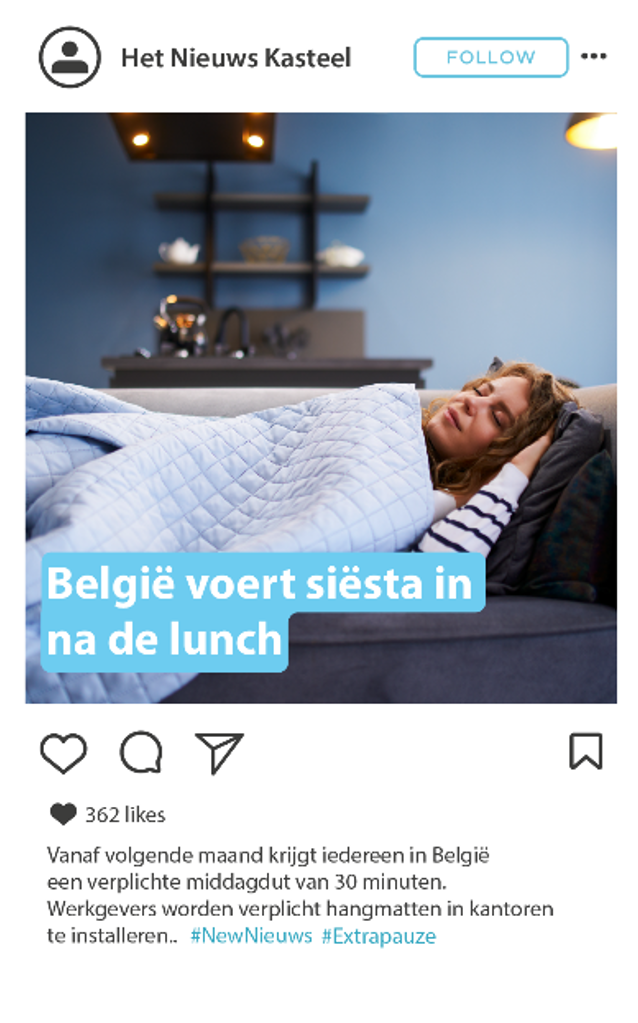 Het Nieuws Kasteel
FOLLOW
België voert siësta in
na de lunch
362 likes
Vanaf volgende maand krijgt iedereen in België
een verplichte middagdut van 30 minuten.
Werkgevers worden verplicht hangmatten in kantoren
te installeren.. #NewNieuws #Extrapauze